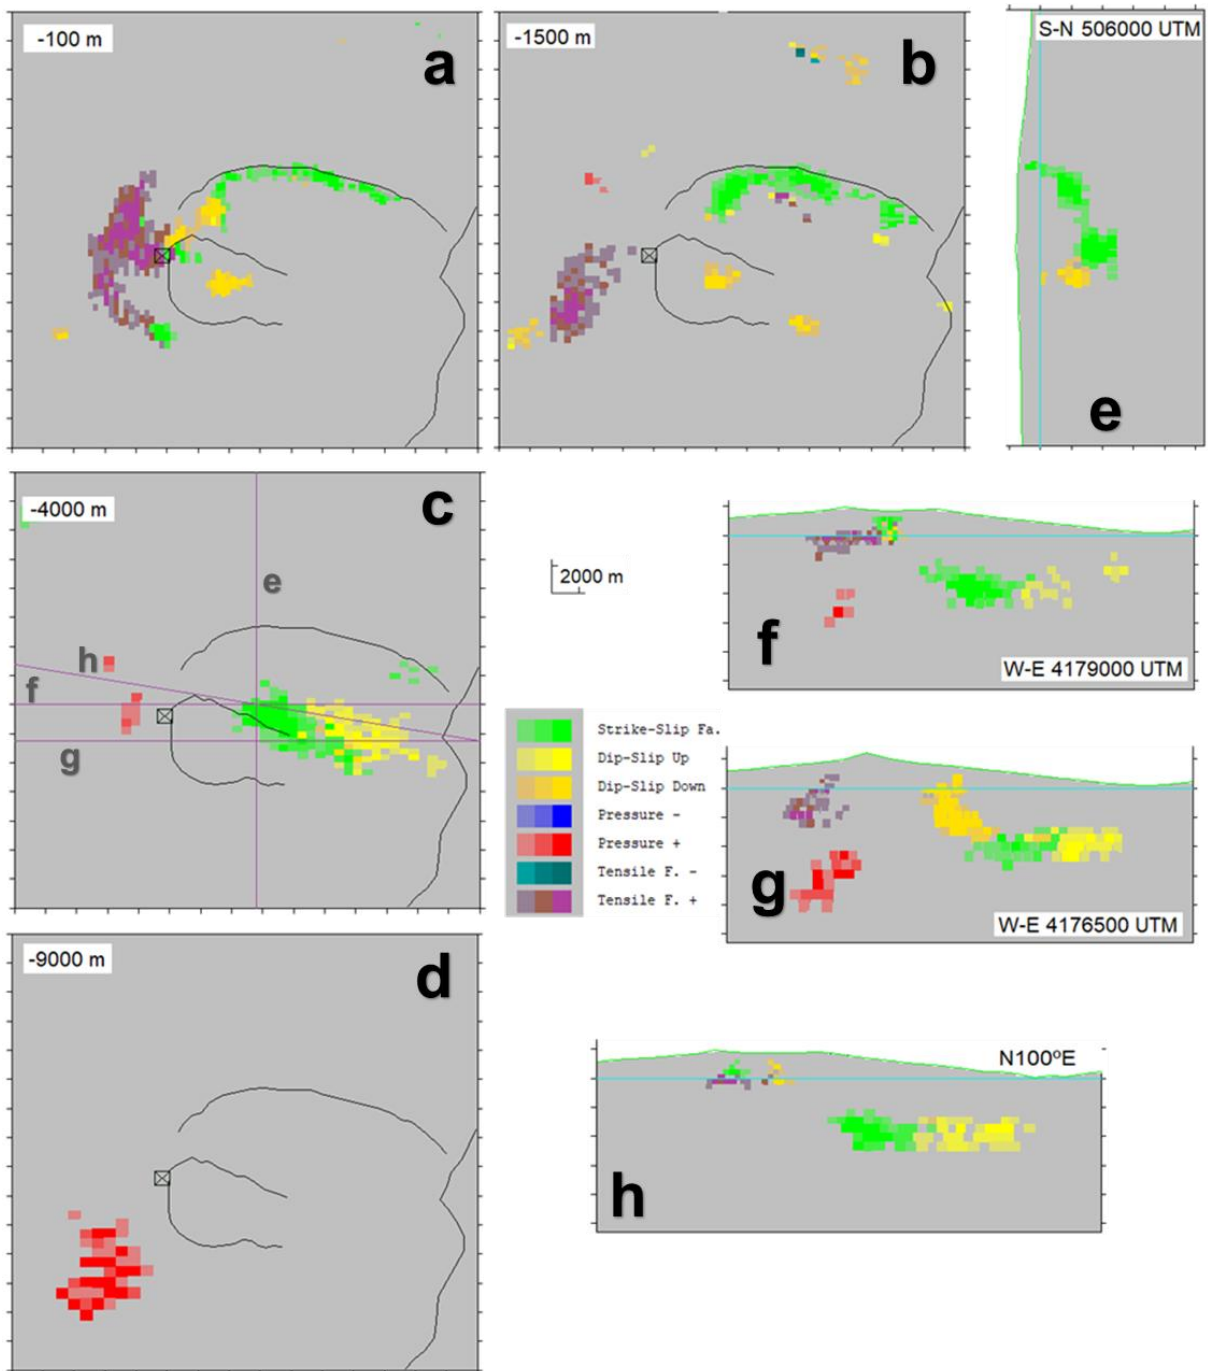 -100 m
a
-1500 m
b
S-N 506000 UTM
e
-4000 m
c
e
h
f
g
2000 m
f
W-E 4179000 UTM
Strike-Slip Fa.
Dip-Slip Up
Dip-Slip Down
Pressure -
Pressure +
Tensile F. -
Tensile F. +
g
W-E 4176500 UTM
-9000 m
d
N100ºE
h